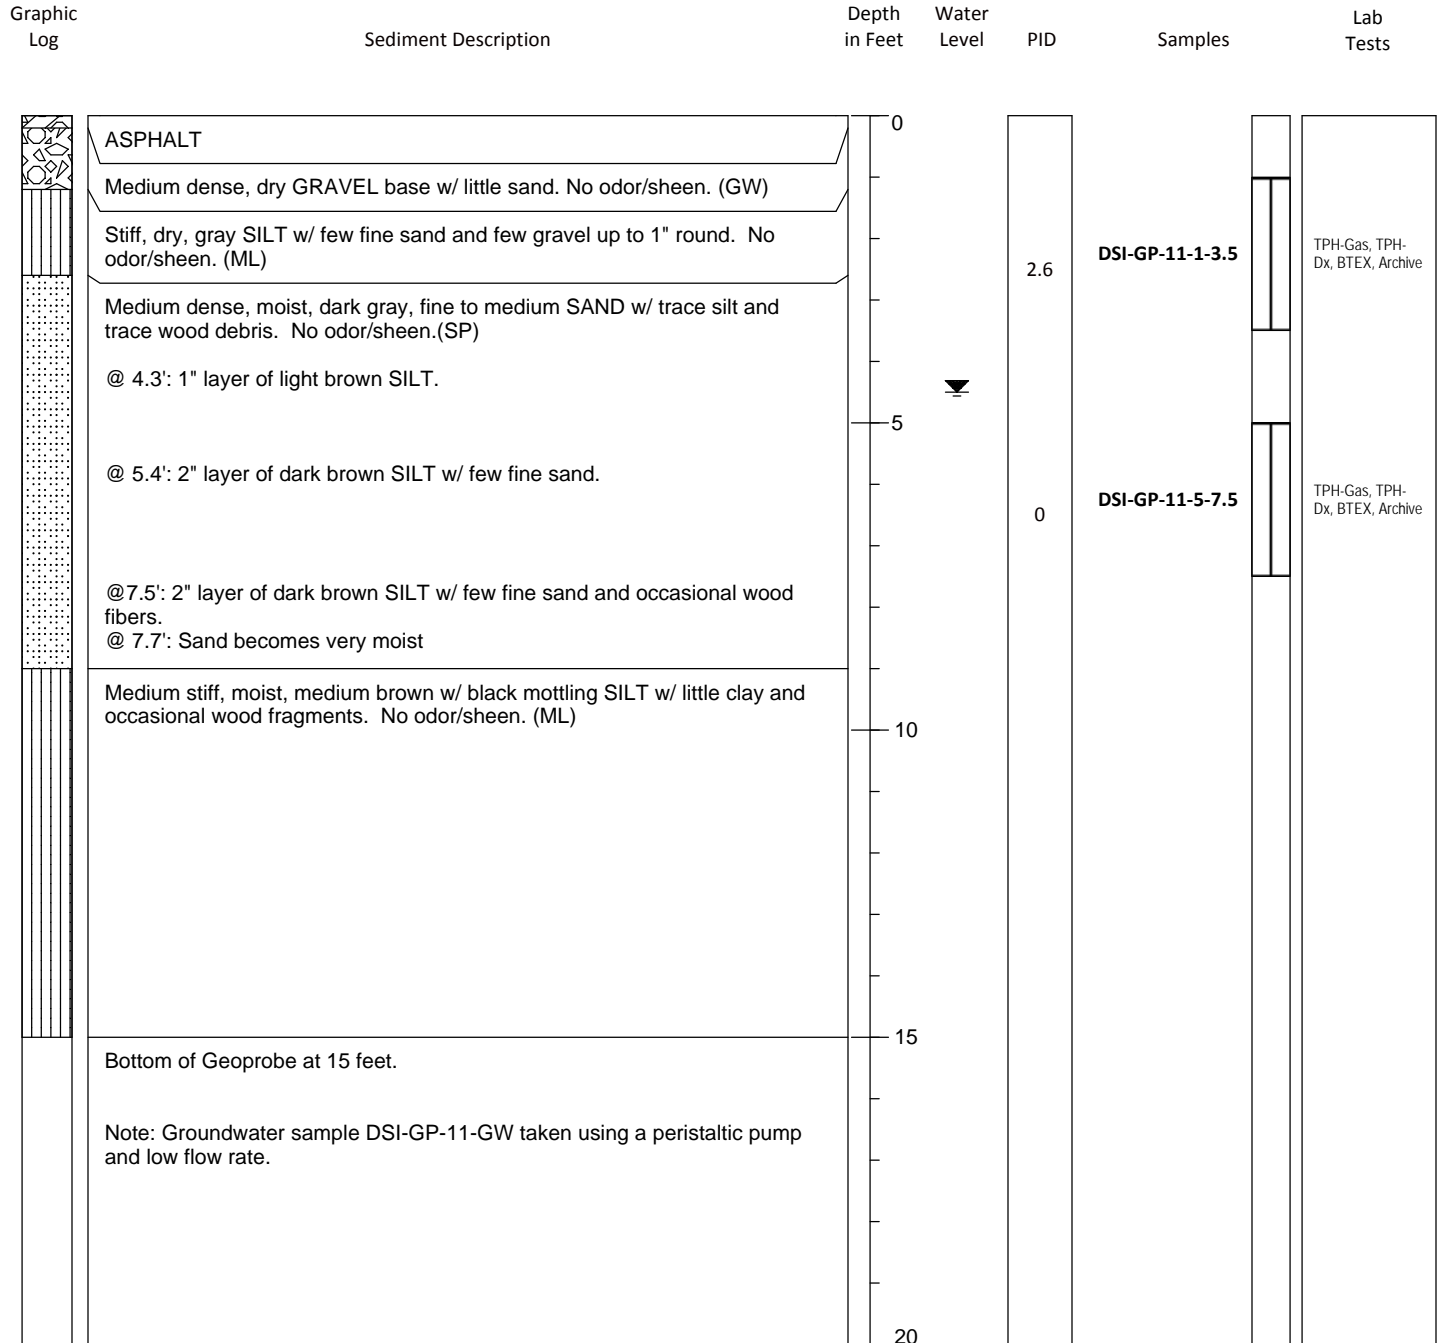 Graphic
Log
Sediment Description
Depth
in Feet
Water
Level
PID
Samples
Lab
Tests
0
ASPHALT
Medium dense, dry GRAVEL base w/ little sand. No odor/sheen. (GW)
Stiff, dry, gray SILT w/ few fine sand and few gravel up to 1" round.  No
odor/sheen. (ML)
2.6
DSI-GP-11-1-3.5
TPH-Gas, TPH-
Dx, BTEX, Archive
Medium dense, moist, dark gray, fine to medium SAND w/ trace silt and
trace wood debris.  No odor/sheen.(SP)
@ 4.3': 1" layer of light brown SILT.
5
@ 5.4': 2" layer of dark brown SILT w/ few fine sand.
0
DSI-GP-11-5-7.5
TPH-Gas, TPH-
Dx, BTEX, Archive
@7.5': 2" layer of dark brown SILT w/ few fine sand and occasional wood
fibers.
@ 7.7': Sand becomes very moist
Medium stiff, moist, medium brown w/ black mottling SILT w/ little clay and
occasional wood fragments.  No odor/sheen. (ML)
10
15
Bottom of Geoprobe at 15 feet.
Note: Groundwater sample DSI-GP-11-GW taken using a peristaltic pump
and low flow rate.
20